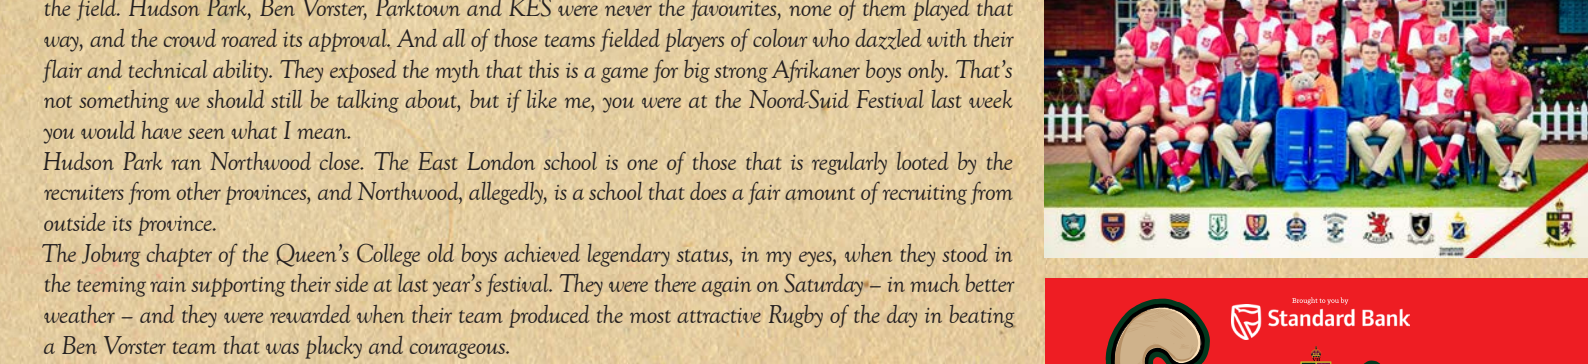 the field. Hudson Park, Ben Vorster, Parktown and KES were never the favourites, none of them played that
way, and the crowd roared its approval. And all of those teams fielded players of colour who dazzled with their
flair and technical ability. They exposed the myth that this is a game for big strong Afrikaner boys only. That's
not something we should still be talking about, but if like me, you were at the Noord-Suid Festival last week
you would have seen what I mean.
Hudson Park ran Northwood close. The East London school is one of those that is regularly looted by the
recruiters from other provinces, and Northwood, allegedly, is a school that does a fair amount of recruiting from
outside its province.
The Joburg chapter of the Queen's College old boys achieved legendary status, in my eyes, when they stood in
the teeming rain supporting their side at last year's festival. They were there again on Saturday – in much better
weather – and they were rewarded when their team produced the most attractive Rugby of the day in beating
a Ben Vorster team that was plucky and courageous.
Brought to you by
Standard Bank